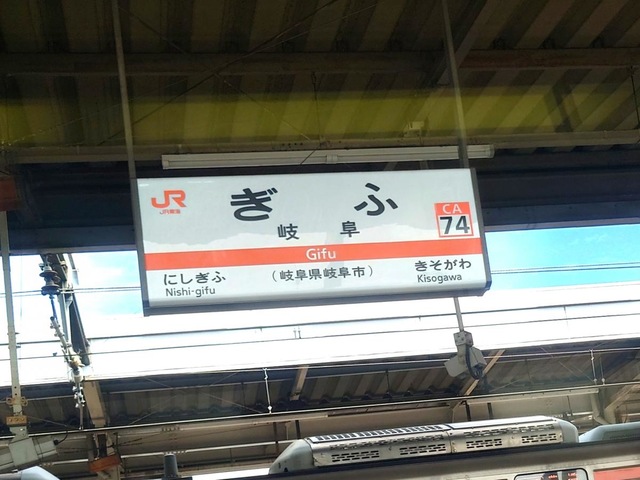 JR
JR東海
ぎふ
岐阜
CA
74
Gifu
にしぎふ
Nishi-gifu
（岐阜県岐阜市）
きそがわ
Kisogawa